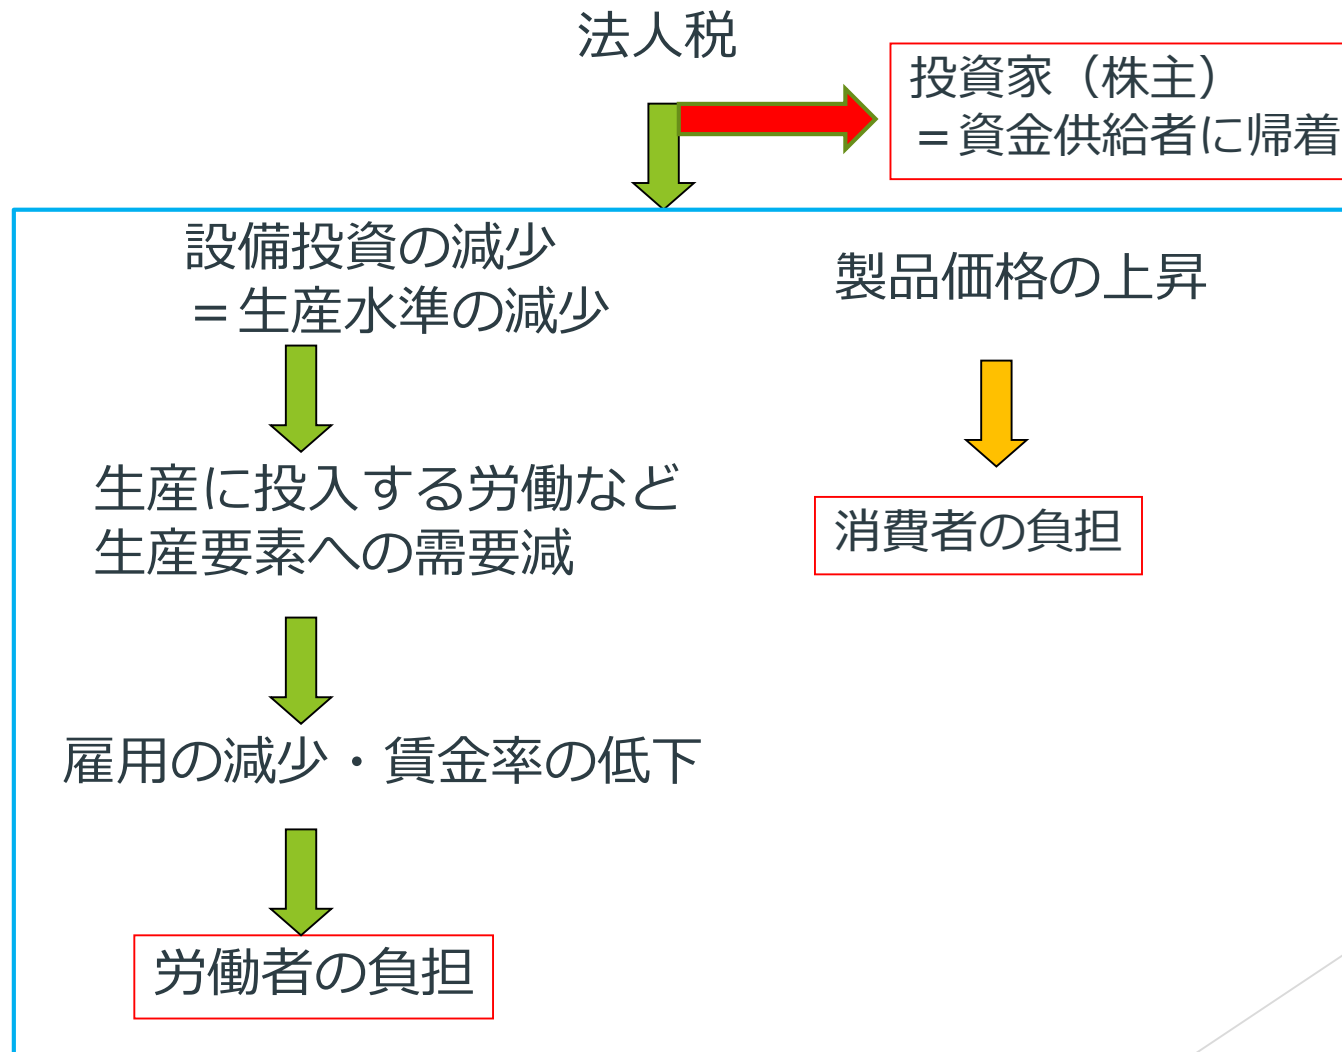 法人税
投資家（株主）
＝資金供給者に帰着
設備投資の減少
＝生産水準の減少
製品価格の上昇
生産に投入する労働など
生産要素への需要減
消費者の負担
雇用の減少・賃金率の低下
労働者の負担